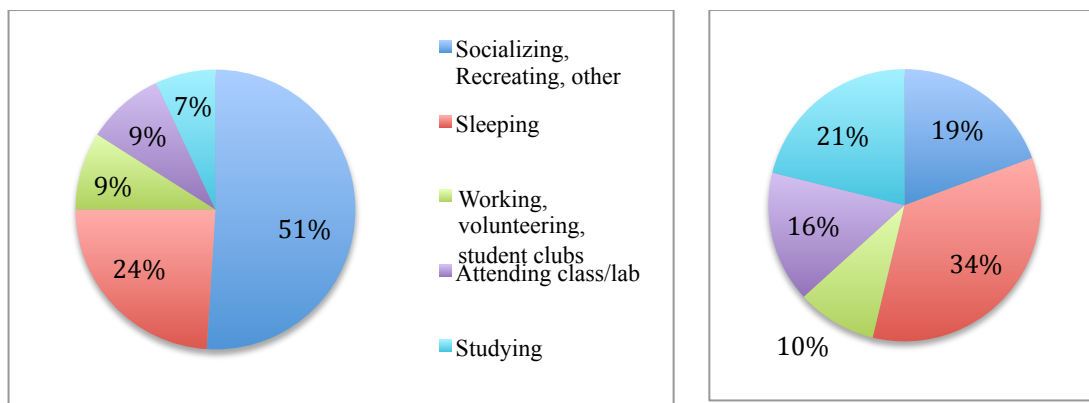 Socializing,
Recreating, other
Sleeping
Working,
volunteering,
student clubs
Attending class/lab
Studying
7%
9%
9%
24%
51%
19%
21%
16%
34%
10%